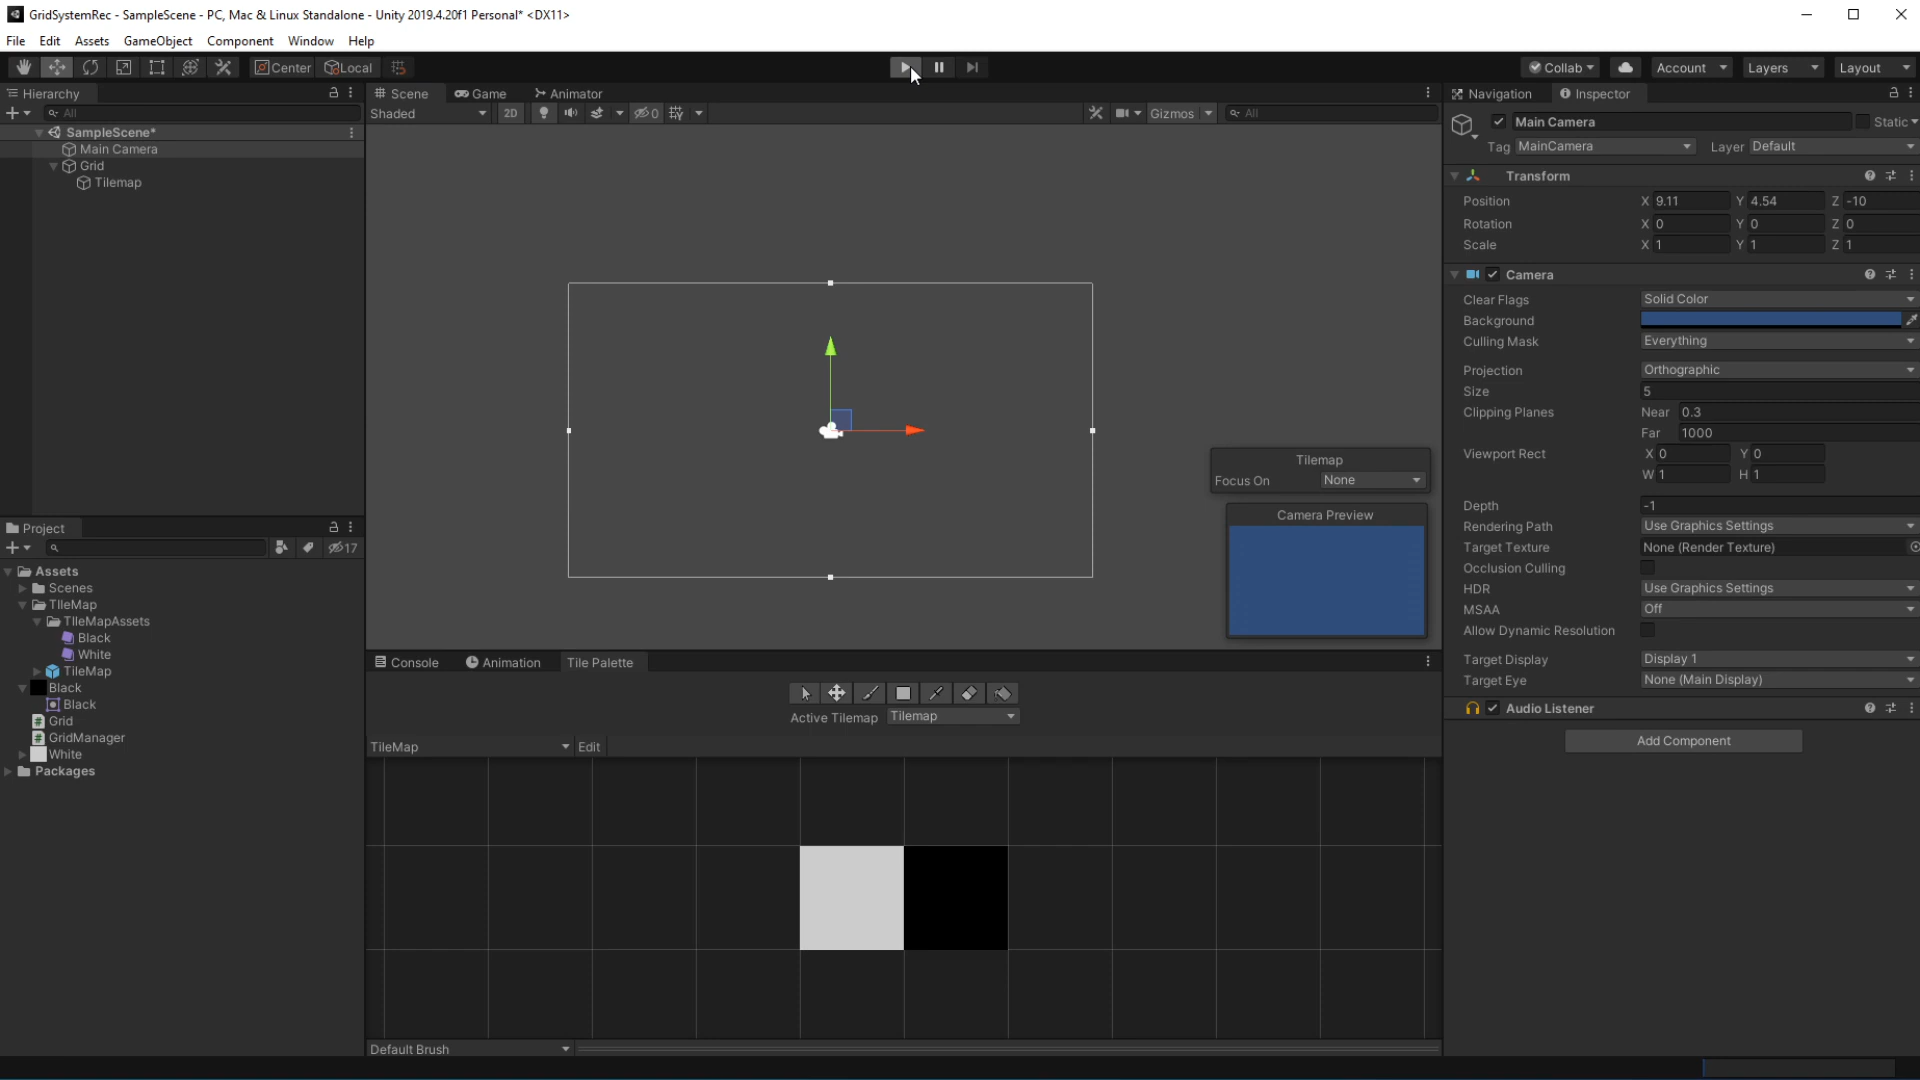 GridSystemRec - SampleScene - PC, Mac & Linux Standalone - Unity 2019.4.20f1 Personal* <DX11>
File Edit Assets GameObject Component Window Help
Center Local Collab Account Layers Layout
Hierarchy
All
SampleScene*
Main Camera
Grid
Tilemap
Scene Game Animator
Shaded 2D 0 Gizmos All
Tilemap
Focus On None
Camera Preview
Project
17
Assets
Scenes
TIleMap
TIleMapAssets
Black
White
TileMap
Black
Black
Grid
GridManager
White
Packages
Console Animation Tile Palette
Active Tilemap Tilemap
TileMap Edit
Default Brush
Navigation Inspector
Main Camera Static
Tag MainCamera Layer Default
Transform
Position X 9.11 Y 4.54 Z -10
Rotation X 0 Y 0 Z 0
Scale X 1 Y 1 Z 1
Camera
Clear Flags Solid Color
Background
Culling Mask Everything
Projection Orthographic
Size 5
Clipping Planes Near 0.3
Far 1000
Viewport Rect X 0 Y 0
W 1 H 1
Depth -1
Rendering Path Use Graphics Settings
Target Texture None (Render Texture)
Occlusion Culling
HDR Use Graphics Settings
MSAA Off
Allow Dynamic Resolution
Target Display Display 1
Target Eye None (Main Display)
Audio Listener
Add Component